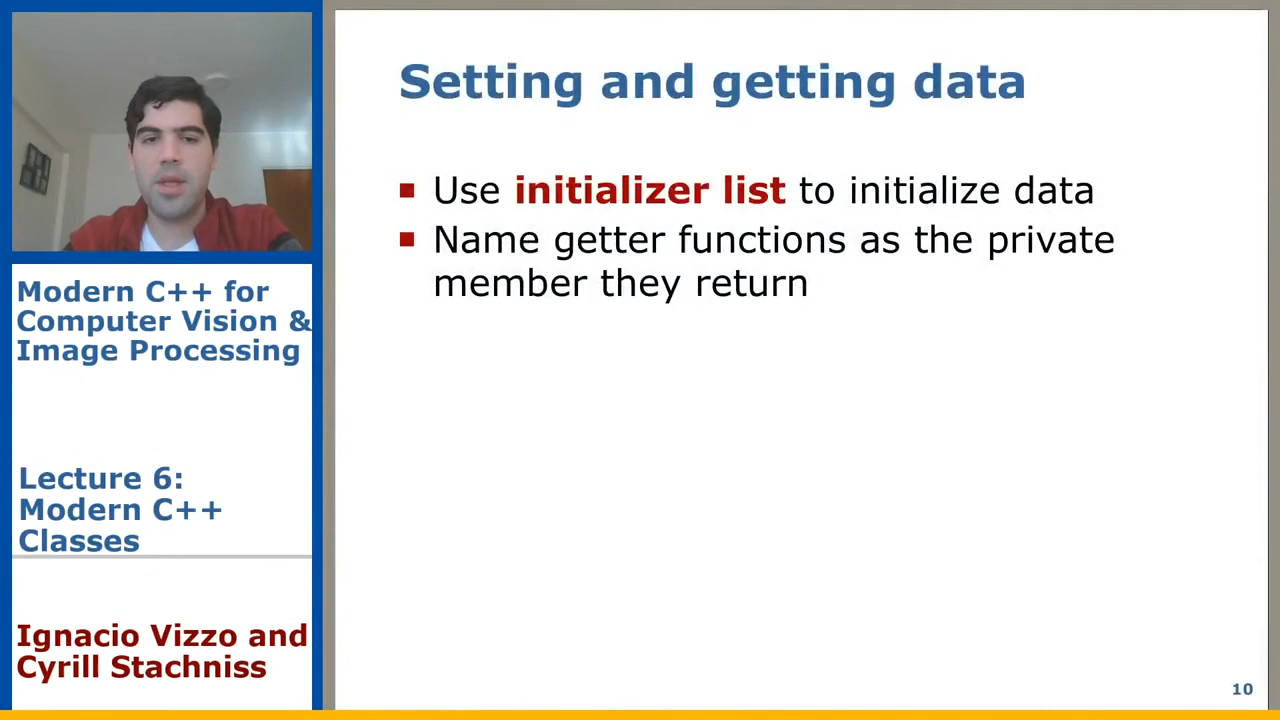 Setting and getting data
Use initializer list to initialize data
Name getter functions as the private
member they return
Modern C++ for
Computer Vision &
Image Processing
Lecture 6:
Modern C++
Classes
Ignacio Vizzo and
Cyrill Stachniss
10